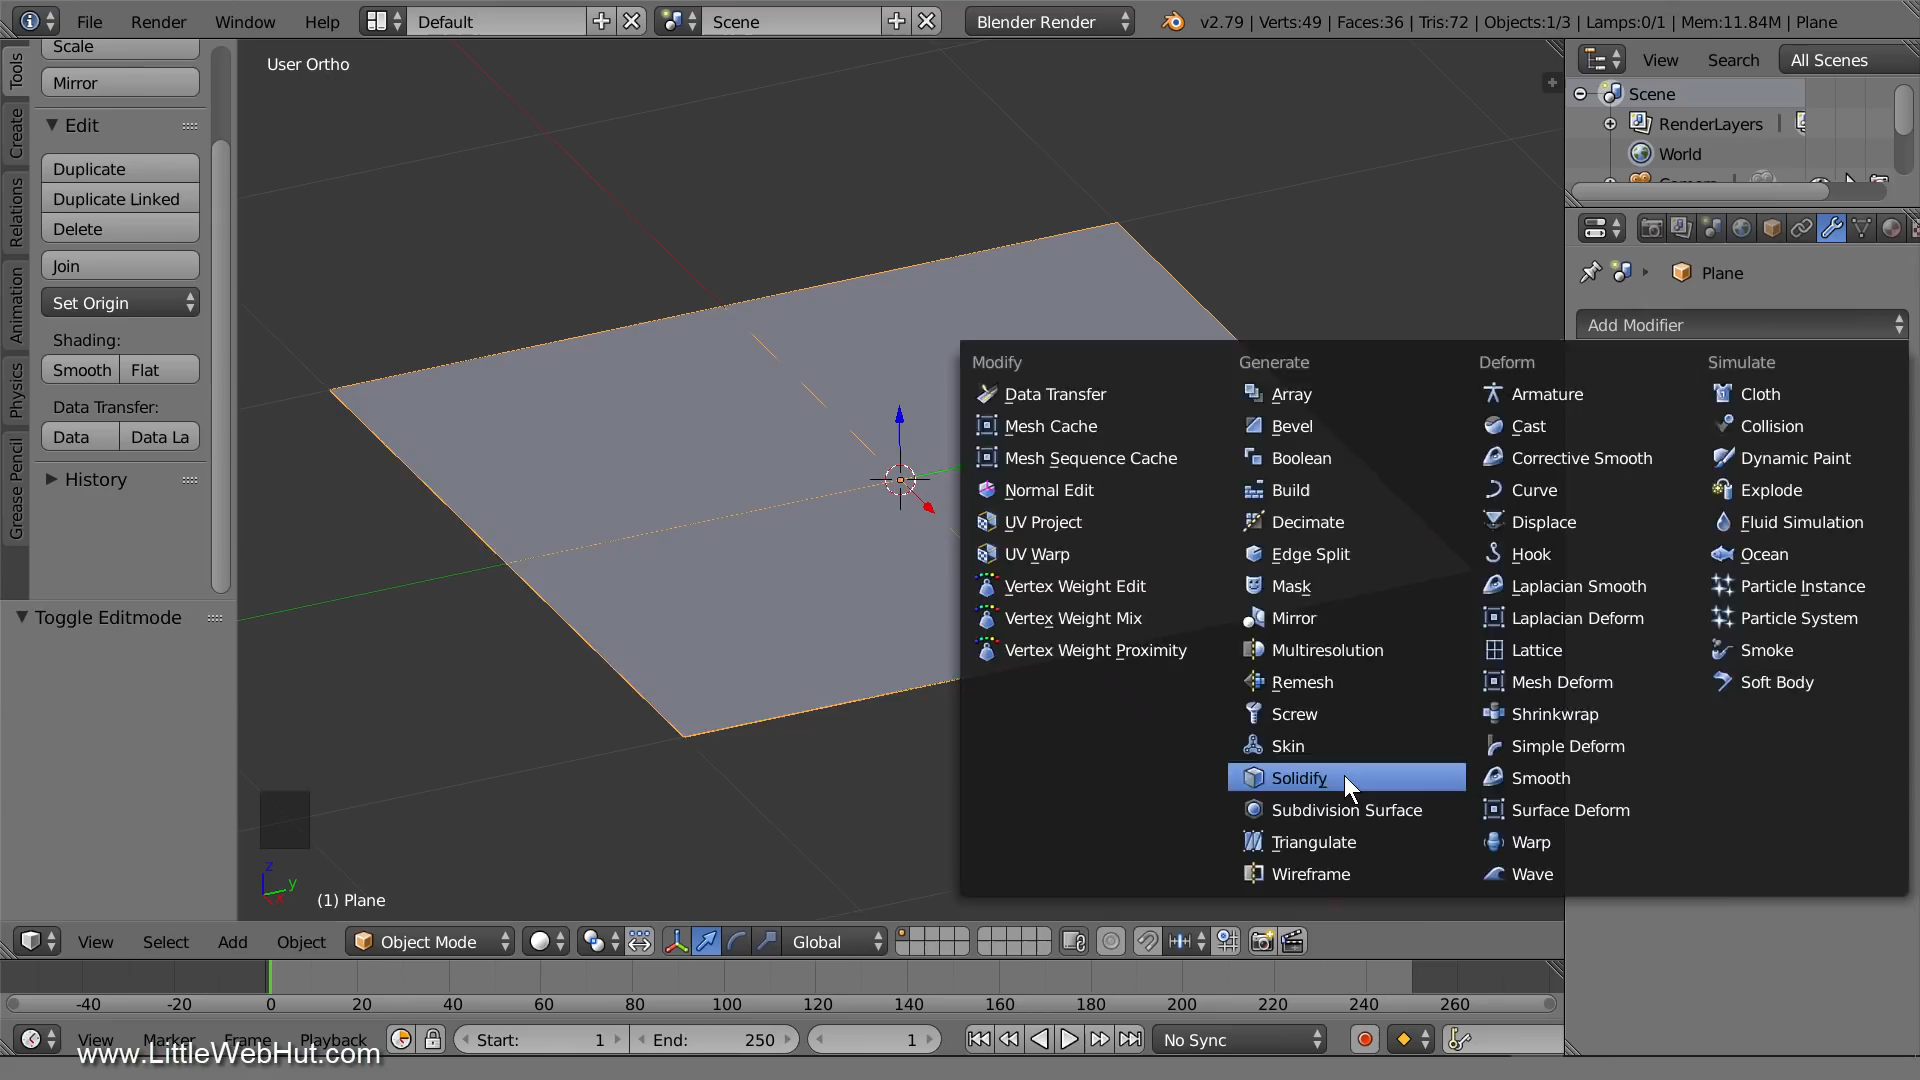 File Render Window Help Default Scene Blender Render v2.79 | Verts:49 | Faces:36 | Tris:72 | Objects:1/3 | Lamps:0/1 | Mem:11.84M | Plane
Tools
Create
Relations
Animation
Physics
Grease Pencil
Scale
Mirror
Edit
Duplicate
Duplicate Linked
Delete
Join
Set Origin
Shading:
Smooth Flat
Data Transfer:
Data Data La
History
Toggle Editmode
User Ortho
View Search All Scenes
Scene
RenderLayers
World
Plane
Add Modifier
Modify
Data Transfer
Mesh Cache
Mesh Sequence Cache
Normal Edit
UV Project
UV Warp
Vertex Weight Edit
Vertex Weight Mix
Vertex Weight Proximity
Generate
Array
Bevel
Boolean
Build
Decimate
Edge Split
Mask
Mirror
Multiresolution
Remesh
Screw
Skin
Solidify
Subdivision Surface
Triangulate
Wireframe
Deform
Armature
Cast
Corrective Smooth
Curve
Displace
Hook
Laplacian Smooth
Laplacian Deform
Lattice
Mesh Deform
Shrinkwrap
Simple Deform
Smooth
Surface Deform
Warp
Wave
Simulate
Cloth
Collision
Dynamic Paint
Explode
Fluid Simulation
Ocean
Particle Instance
Particle System
Smoke
Soft Body
z
y
x
(1) Plane
View Select Add Object Object Mode Global
-40 -20 0 20 40 60 80 100 120 140 160 180 200 220 240 260
View Marker Frame Playback Start: 1 End: 250 1 No Sync
www.LittleWebHut.com